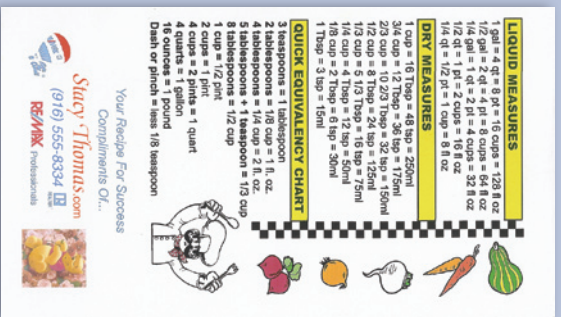 LIQUID MEASURES
1 gal = 4 qt = 8 pt = 16 cups = 128 fl oz
1/2 gal = 2 qt = 4 pt = 8 cups = 64 fl oz
1/4 gal = 1 qt = 2 pt = 4 cups = 32 fl oz
1/2 qt = 1 pt = 2 cups = 16 fl oz
1/4 qt = 1/2 pt = 1 cup = 8 fl oz
DRY MEASURES
1 cup = 16 Tbsp = 48 tsp = 250ml
3/4 cup = 12 Tbsp = 36 tsp = 175ml
2/3 cup = 10 2/3 Tbsp = 32 tsp = 150ml
1/2 cup = 8 Tbsp = 24 tsp = 125ml
1/3 cup = 5 1/3 Tbsp = 16 tsp = 75ml
1/4 cup = 4 Tbsp = 12 tsp = 50ml
1/8 cup = 2 Tbsp = 6 tsp = 30ml
1 Tbsp = 3 tsp = 15ml
QUICK EQUIVALENCY CHART
3 teaspoons = 1 tablespoon
2 tablespoons = 1/8 cup = 1 fl. oz.
4 tablespoons = 1/4 cup = 2 fl. oz.
5 tablespoons + 1 teaspoon = 1/3 cup
8 tablespoons = 1/2 cup
1 cup = 1/2 pint
2 cups = 1 pint
4 cups = 2 pints = 1 quart
4 quarts = 1 gallon
16 ounces = 1 pound
Dash or pinch = less 1/8 teaspoon
Your Recipe For Success
Compliments Of...
Stacy Thomas.com
(916) 555-8334
RE/MAX Professionals